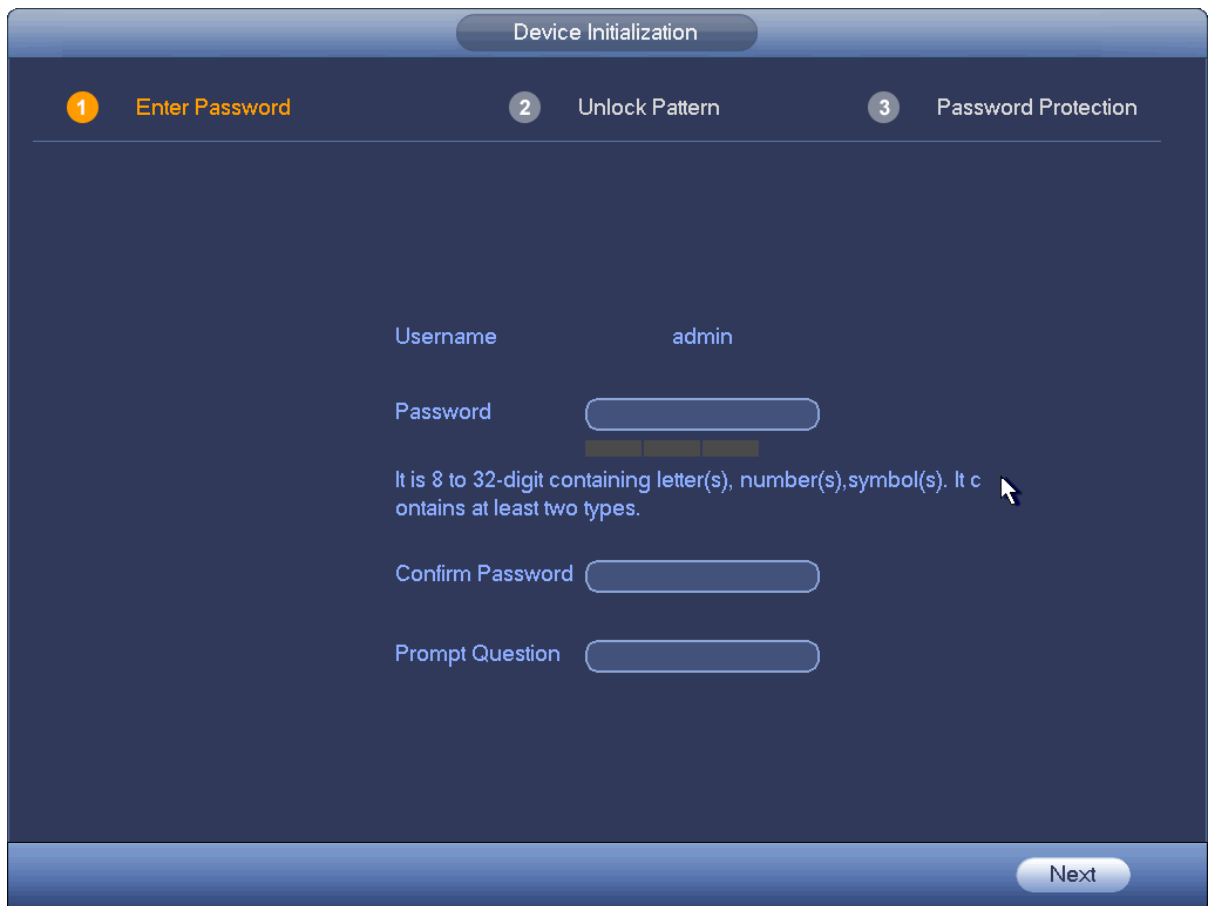 Device Initialization
1 Enter Password 2 Unlock Pattern 3 Password Protection
Username admin
Password
It is 8 to 32-digit containing letter(s), number(s),symbol(s). It c
ontains at least two types.
Confirm Password
Prompt Question
Next